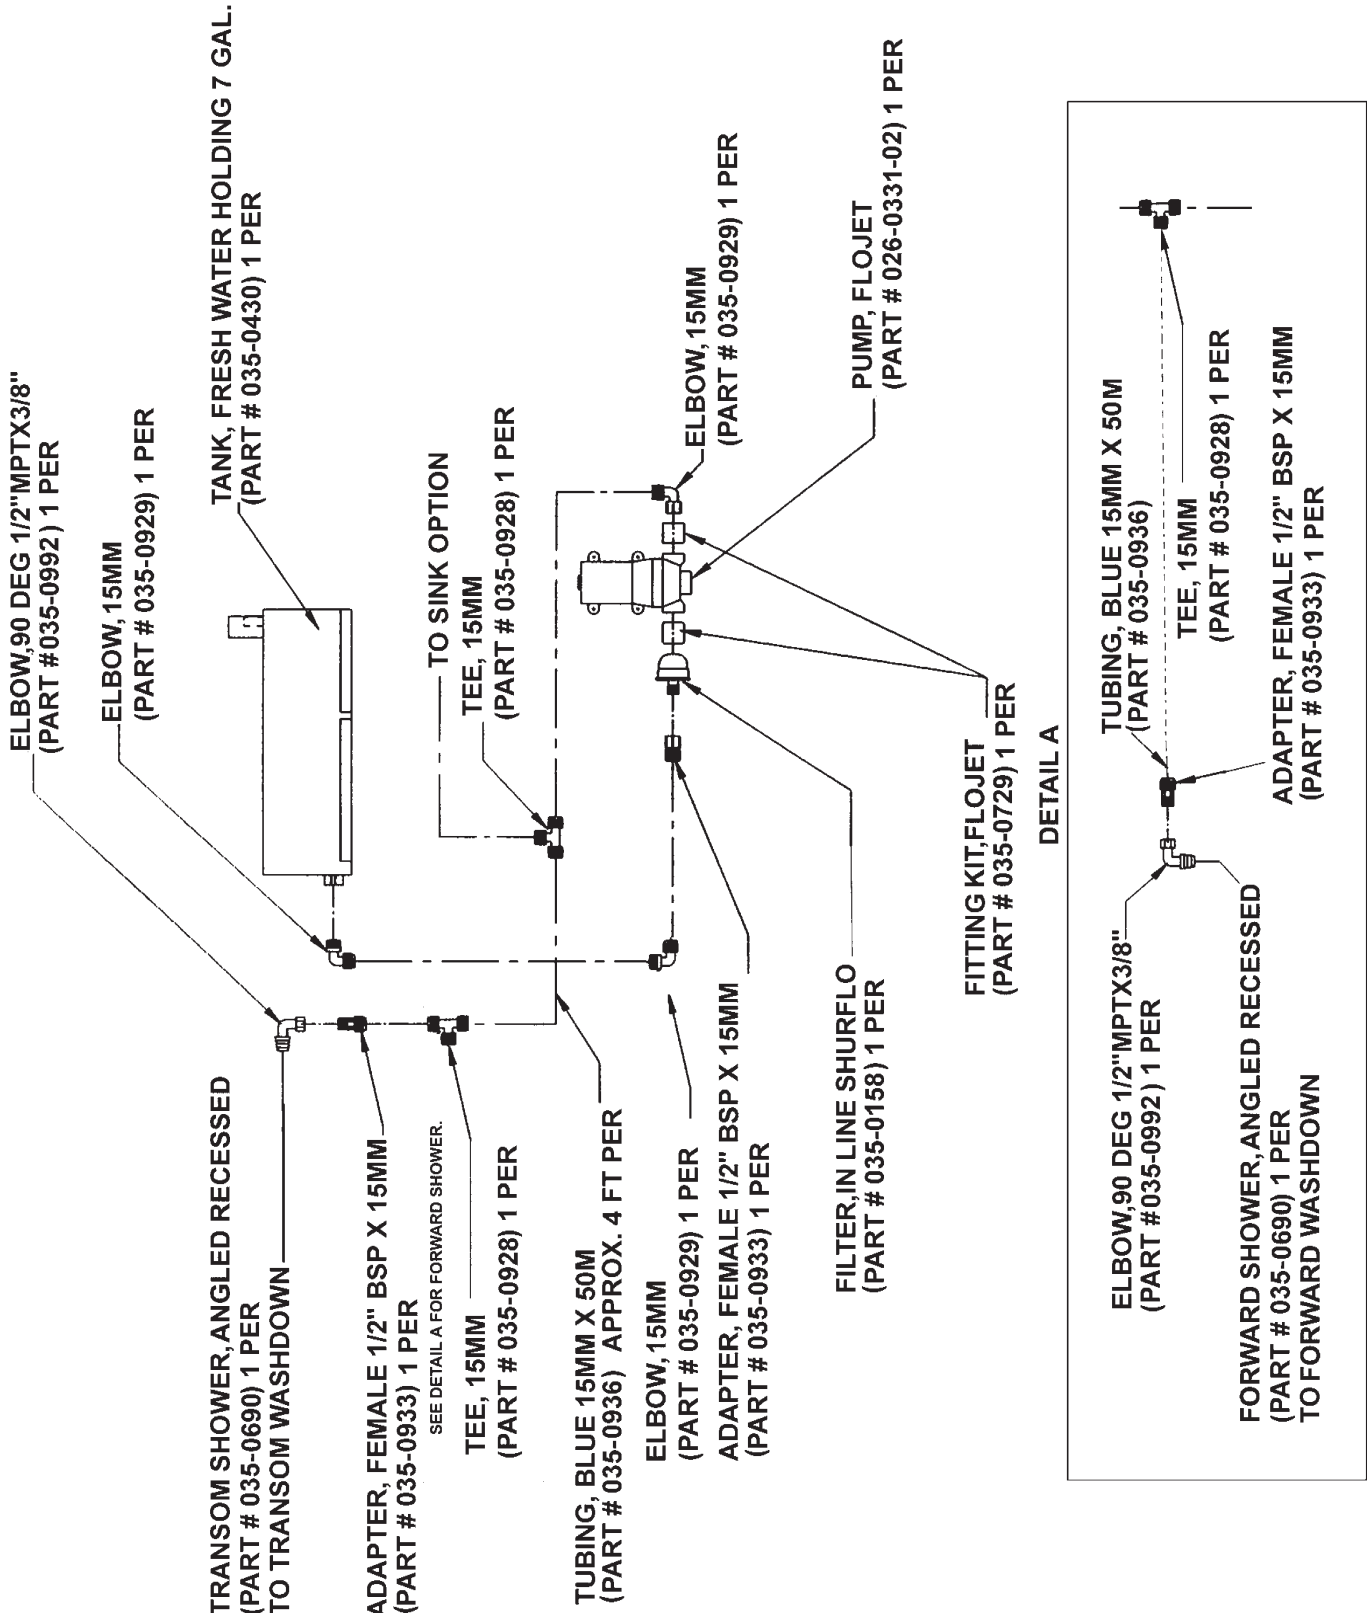 ELBOW,90 DEG 1/2"MPTX3/8"
(PART #035-0992 ) 1 PER
ELBOW,15MM
(PART # 035-0929) 1 PER
TANK, FRESH WATER HOLDING 7 GAL.
(PART # 035-0430) 1 PER
TO SINK OPTION
TEE, 15MM
(PART # 035-0928) 1 PER
ELBOW, 15MM
(PART # 035-0929) 1 PER
PUMP, FLOJET
(PART # 026-0331-02) 1 PER
TRANSOM SHOWER, ANGLED RECESSED
(PART # 035-0690) 1 PER
TO TRANSOM WASHDOWN
ADAPTER, FEMALE 1/2" BSP X 15MM
(PART # 035-0933) 1 PER
SEE DETAIL A FOR FORWARD SHOWER.
TEE, 15MM
(PART # 035-0928) 1 PER
TUBING, BLUE 15MM X 50M
(PART # 035-0936) APPROX. 4 FT PER
ELBOW,15MM
(PART # 035-0929) 1 PER
ADAPTER, FEMALE 1/2" BSP X 15MM
(PART # 035-0933) 1 PER
FILTER,IN LINE SHURFLO
(PART # 035-0158) 1 PER
FITTING KIT,FLOJET
(PART # 035-0729) 1 PER
DETAIL A
TUBING, BLUE 15MM X 50M
(PART # 035-0936)
TEE, 15MM
(PART # 035-0928) 1 PER
ADAPTER, FEMALE 1/2" BSP X 15MM
(PART # 035-0933) 1 PER
ELBOW,90 DEG 1/2"MPTX3/8"
(PART #035-0992 ) 1 PER
FORWARD SHOWER, ANGLED RECESSED
(PART # 035-0690) 1 PER
TO FORWARD WASHDOWN